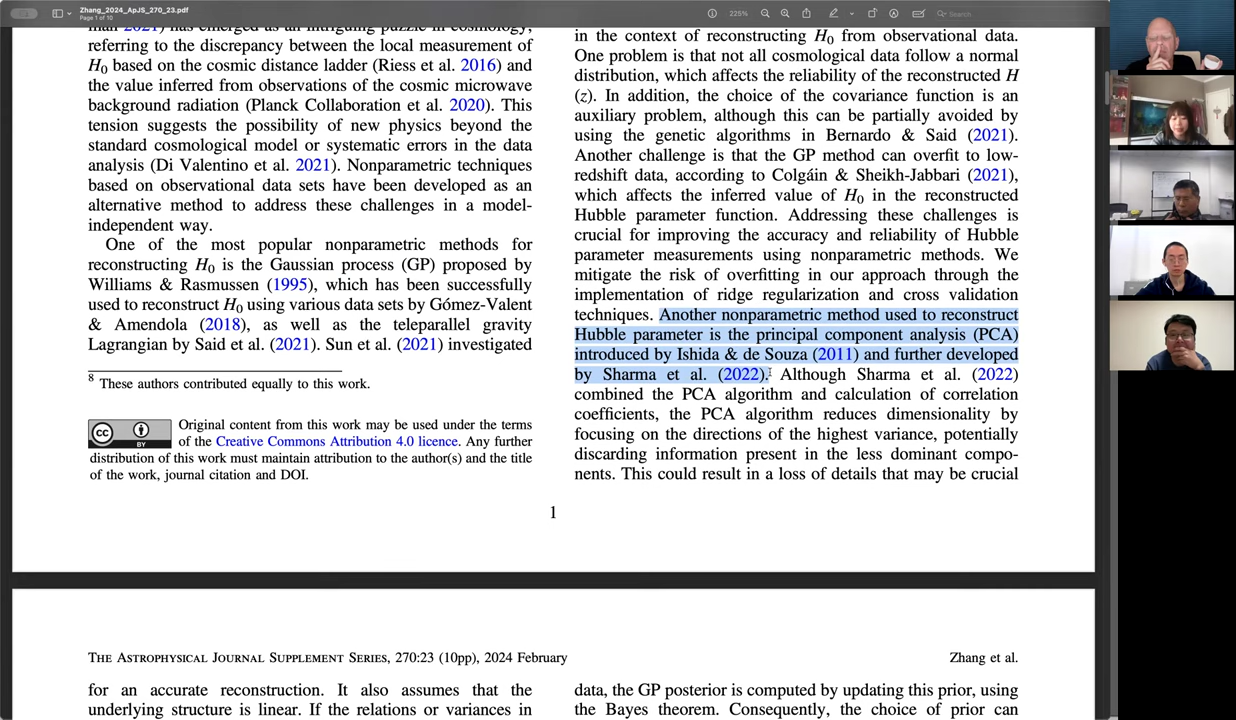 Zhang_2024_ApJS_270_23.pdf
Page 1 of 10
225%
Search
man 2021) has emerged as an intriguing puzzle in cosmology,
referring to the discrepancy between the local measurement of
H0 based on the cosmic distance ladder (Riess et al. 2016) and
the value inferred from observations of the cosmic microwave
background radiation (Planck Collaboration et al. 2020). This
tension suggests the possibility of new physics beyond the
standard cosmological model or systematic errors in the data
analysis (Di Valentino et al. 2021). Nonparametric techniques
based on observational data sets have been developed as an
alternative method to address these challenges in a model-
independent way.
One of the most popular nonparametric methods for
reconstructing H0 is the Gaussian process (GP) proposed by
Williams & Rasmussen (1995), which has been successfully
used to reconstruct H0 using various data sets by Gómez-Valent
& Amendola (2018), as well as the teleparallel gravity
Lagrangian by Said et al. (2021). Sun et al. (2021) investigated
8 These authors contributed equally to this work.
cc BY
Original content from this work may be used under the terms
of the Creative Commons Attribution 4.0 licence. Any further
distribution of this work must maintain attribution to the author(s) and the title
of the work, journal citation and DOI.
in the context of reconstructing H0 from observational data.
One problem is that not all cosmological data follow a normal
distribution, which affects the reliability of the reconstructed H
(z). In addition, the choice of the covariance function is an
auxiliary problem, although this can be partially avoided by
using the genetic algorithms in Bernardo & Said (2021).
Another challenge is that the GP method can overfit to low-
redshift data, according to Colgáin & Sheikh-Jabbari (2021),
which affects the inferred value of H0 in the reconstructed
Hubble parameter function. Addressing these challenges is
crucial for improving the accuracy and reliability of Hubble
parameter measurements using nonparametric methods. We
mitigate the risk of overfitting in our approach through the
implementation of ridge regularization and cross validation
techniques. Another nonparametric method used to reconstruct
Hubble parameter is the principal component analysis (PCA)
introduced by Ishida & de Souza (2011) and further developed
by Sharma et al. (2022). Although Sharma et al. (2022)
combined the PCA algorithm and calculation of correlation
coefficients, the PCA algorithm reduces dimensionality by
focusing on the directions of the highest variance, potentially
discarding information present in the less dominant compo-
nents. This could result in a loss of details that may be crucial
1
THE ASTROPHYSICAL JOURNAL SUPPLEMENT SERIES, 270:23 (10pp), 2024 February
Zhang et al.
for an accurate reconstruction. It also assumes that the
underlying structure is linear. If the relations or variances in
data, the GP posterior is computed by updating this prior, using
the Bayes theorem. Consequently, the choice of prior can